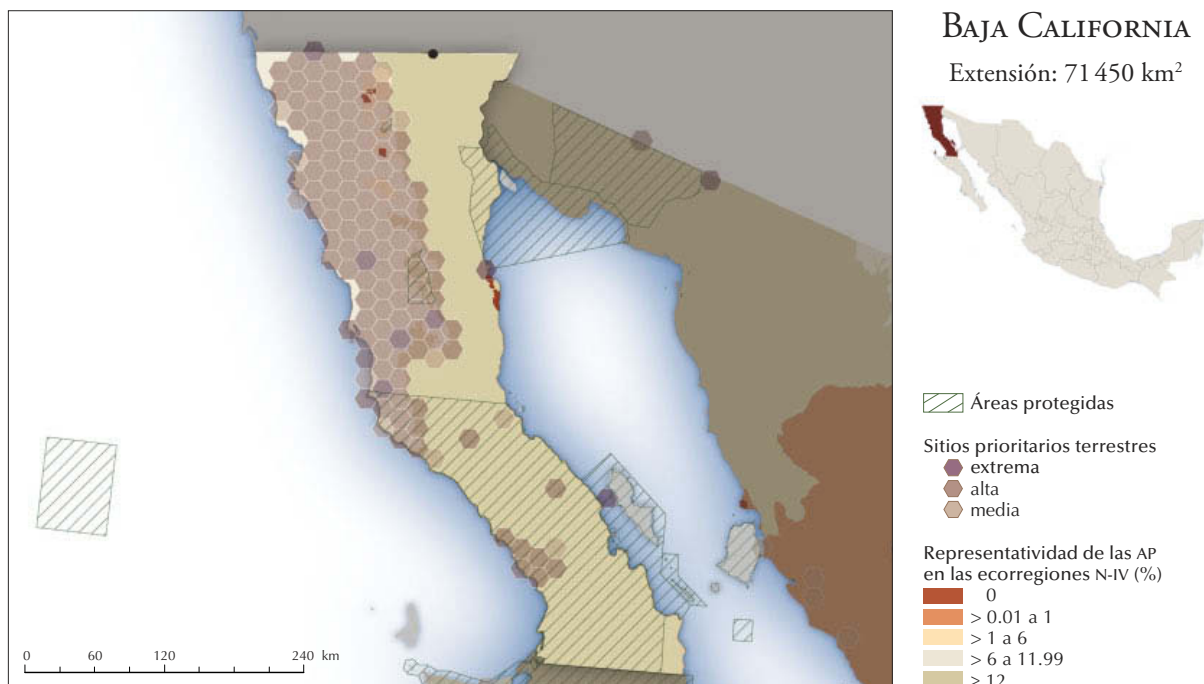 BAJA CALIFORNIA
Extensión: 71 450 km²
Áreas protegidas
Sitios prioritarios terrestres
extrema
alta
media
Representatividad de las AP
en las ecorregiones N-IV (%)
0
> 0.01 a 1
> 1 a 6
> 6 a 11.99
> 12
0 60 120 240 km